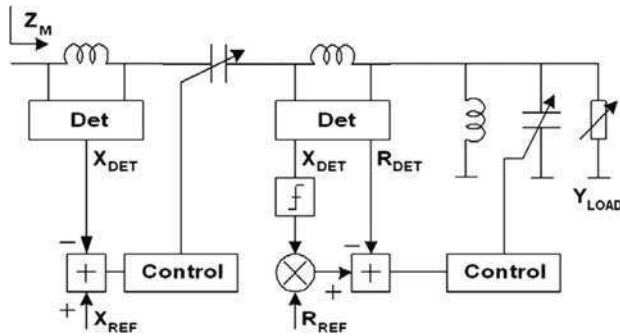 Z_M
Det
Det
X_DET
X_DET
R_DET
Y_LOAD
−
−
+
Control
×
+
+
Control
+
X_REF
R_REF